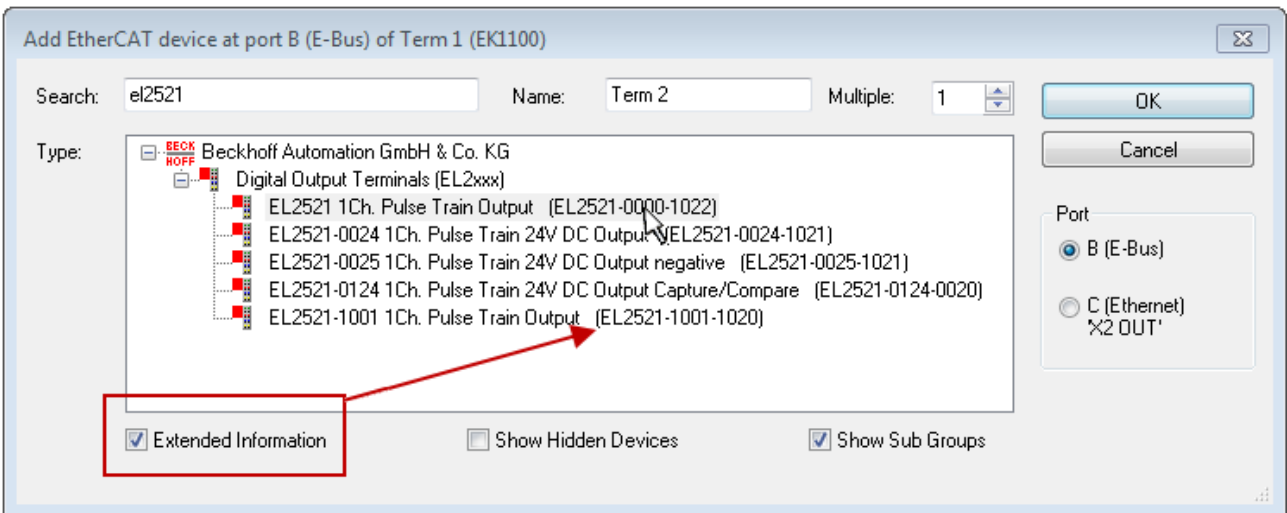 Add EtherCAT device at port B (E-Bus) of Term 1 (EK1100)
Search: el2521 Name: Term 2 Multiple: 1 OK
Type: BECKHOFF Beckhoff Automation GmbH & Co. KG Cancel
Digital Output Terminals (EL2xxx)
EL2521 1Ch. Pulse Train Output (EL2521-0000-1022)
EL2521-0024 1Ch. Pulse Train 24V DC Output (EL2521-0024-1021)
EL2521-0025 1Ch. Pulse Train 24V DC Output negative (EL2521-0025-1021)
EL2521-0124 1Ch. Pulse Train 24V DC Output Capture/Compare (EL2521-0124-0020)
EL2521-1001 1Ch. Pulse Train Output (EL2521-1001-1020)
Port
B (E-Bus)
C (Ethernet)
'X2 OUT'
Extended Information Show Hidden Devices Show Sub Groups